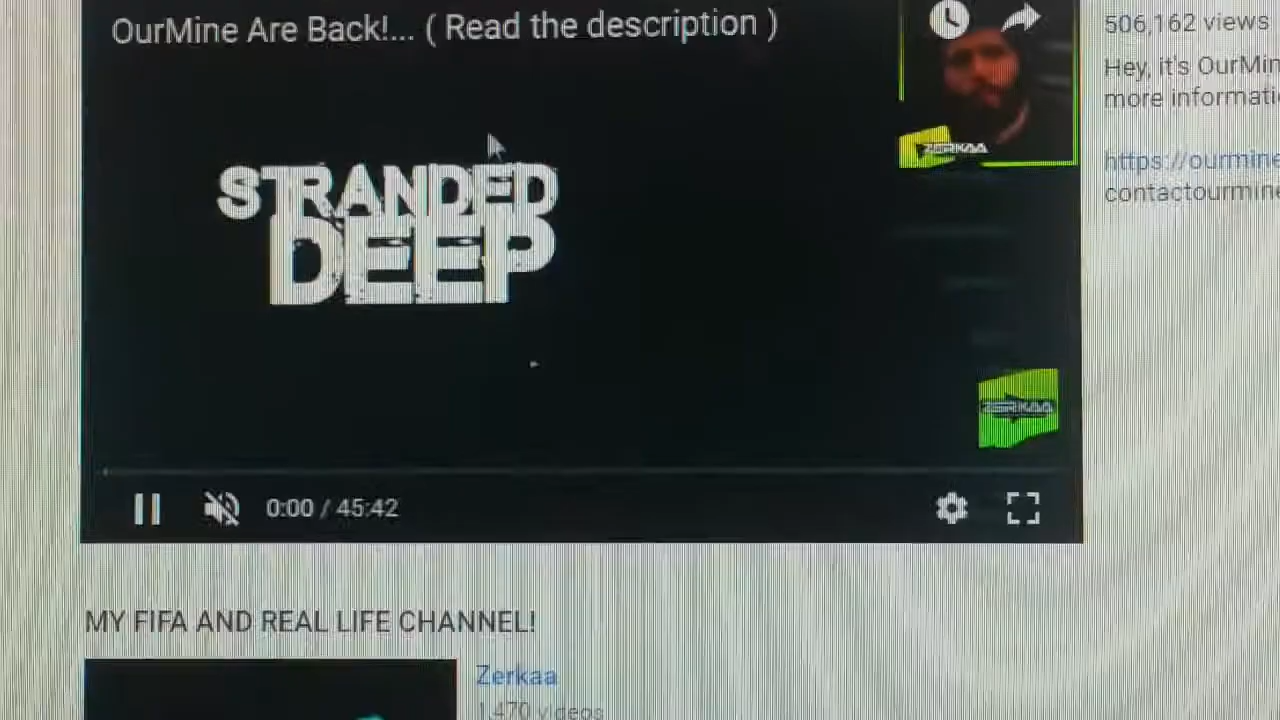 OurMine Are Back!... ( Read the description )
506,162 views
Hey, it's OurMin
more informati
https://ourmine
contactourmine
ZERKAA
STRANDED
DEEP
ZERKAA
0:00 / 45:42
MY FIFA AND REAL LIFE CHANNEL!
Zerkaa
1,470 videos